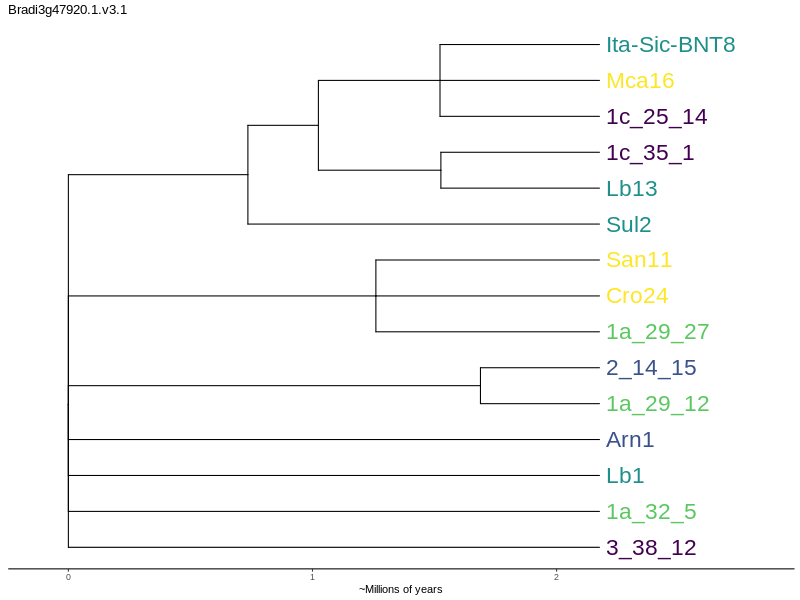 Bradi3g47920.1.v3.1
Ita-Sic-BNT8
Mca16
1c_25_14
1c_35_1
Lb13
Sul2
San11
Cro24
1a_29_27
2_14_15
1a_29_12
Arn1
Lb1
1a_32_5
3_38_12
0 1 2
~Millions of years